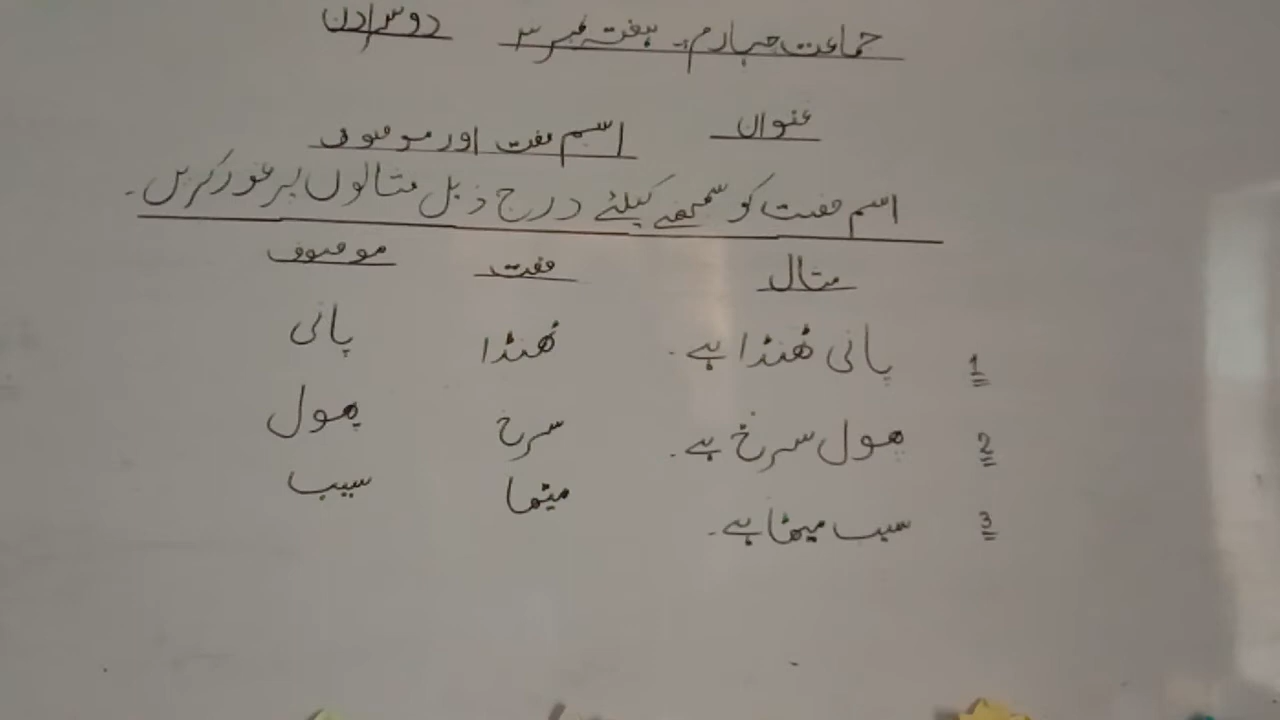 جماعت چہارم۔ ہفتہ نمبر ۳ دوسرا دن
عنوان اسم صفت اور موصوف
اسم صفت کو سمجھنے کیلئے درج ذیل مثالوں پر غور کریں۔
مثال صفت موصوف
1 پانی ٹھنڈا ہے۔ ٹھنڈا پانی
2 پھول سرخ ہے۔ سرخ پھول
3 سیب میٹھا ہے۔ میٹھا سیب